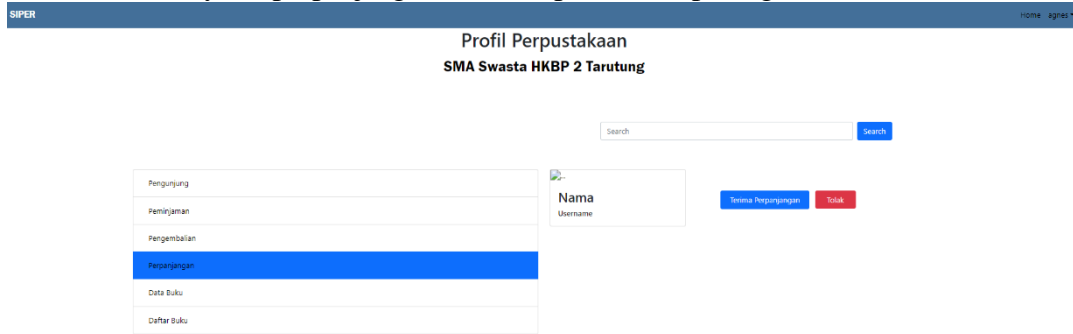 SIPER
Home agnes
Profil Perpustakaan
SMA Swasta HKBP 2 Tarutung
Search Search
Pengunjung
Peminjaman
Pengembalian
Perpanjangan
Data Buku
Daftar Buku
Nama
Username
Terima Perpanjangan Tolak